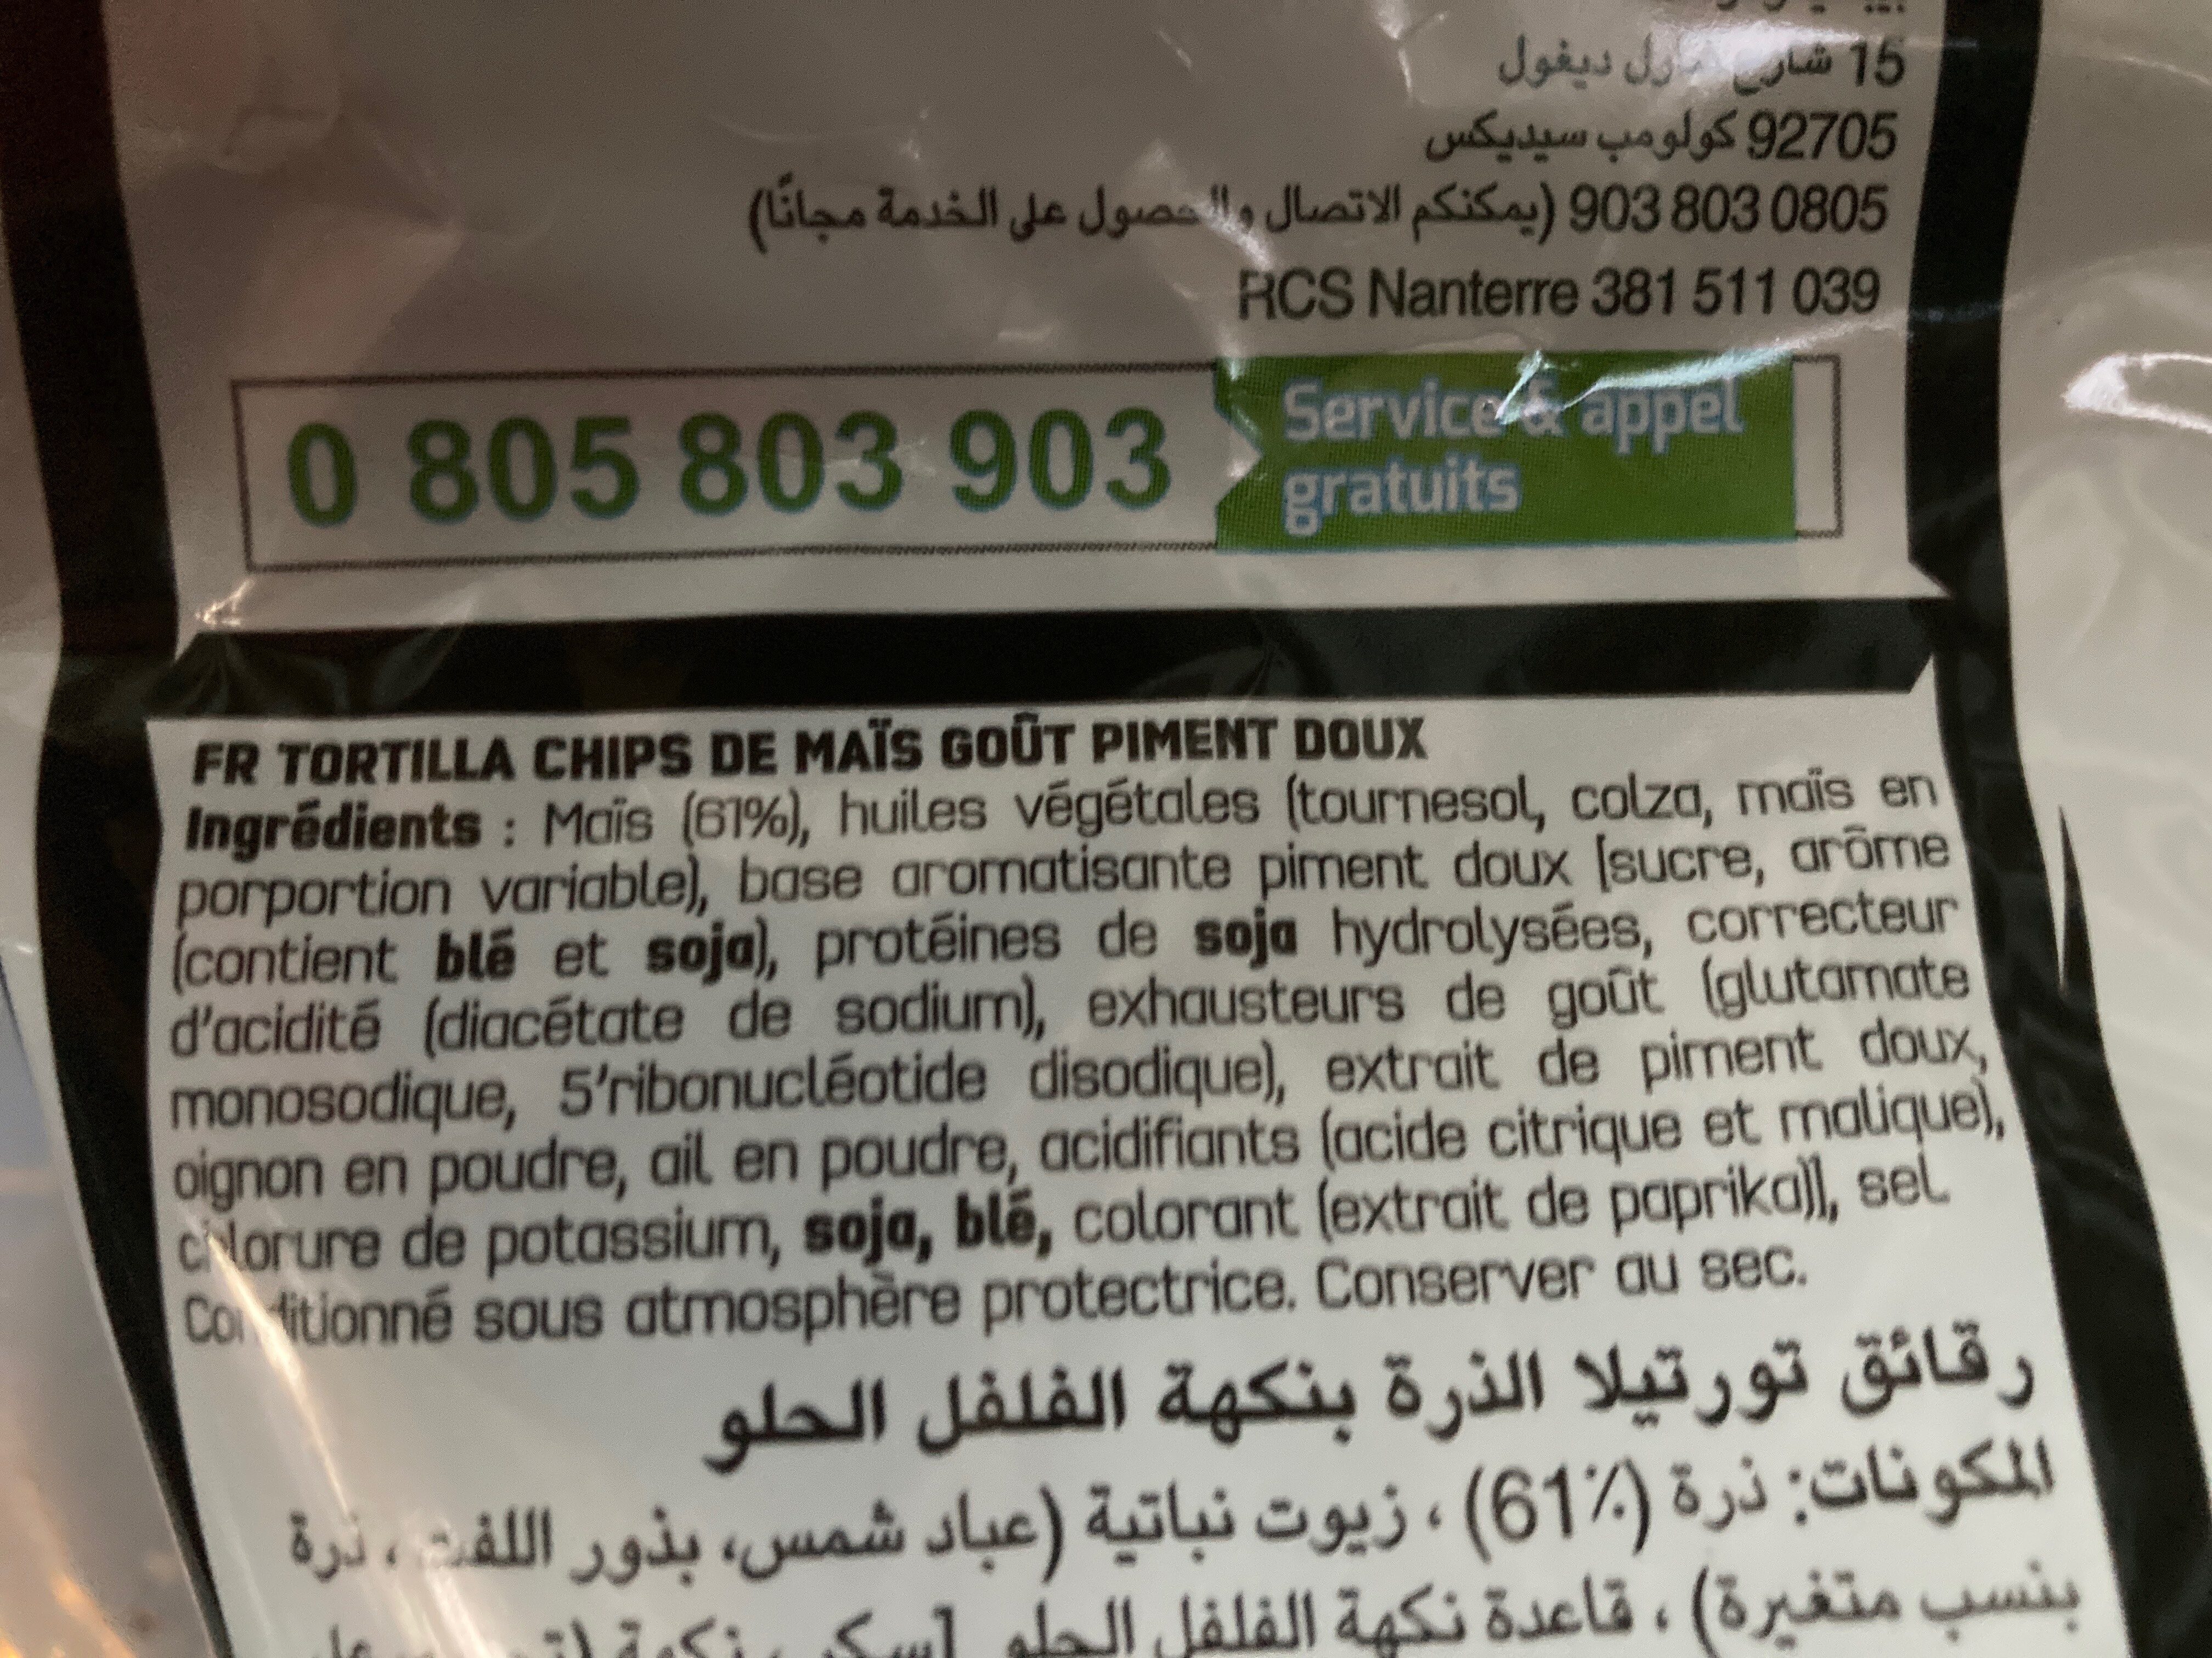 15 شارع شارل ديغول
92705 كولومب سيديكس
0805 803 903 (يمكنكم الاتصال والحصول على الخدمة مجانًا)
RCS Nanterre 381 511 039
0 805 803 903 Service & appel
gratuits
FR TORTILLA CHIPS DE MAÏS GOÛT PIMENT DOUX
Ingrédients : Maïs (61%), huiles végétales (tournesol, colza, maïs en
porportion variable), base aromatisante piment doux [sucre, arôme
(contient blé et soja), protéines de soja hydrolysées, correcteur
d'acidité (diacétate de sodium), exhausteurs de goût (glutamate
monosodique, 5'ribonucléotide disodique), extrait de piment doux,
oignon en poudre, ail en poudre, acidifiants (acide citrique et malique),
chlorure de potassium, soja, blé, colorant (extrait de paprika)], sel.
Conditionné sous atmosphère protectrice. Conserver au sec.
رقائق تورتيلا الذرة بنكهة الفلفل الحلو
المكونات: ذرة (61٪) ، زيوت نباتية (عباد شمس، بذور اللفت ، ذرة
بنسب متغيرة) ، قاعدة نكهة الفلفل الحلو [سكر ، نكهة